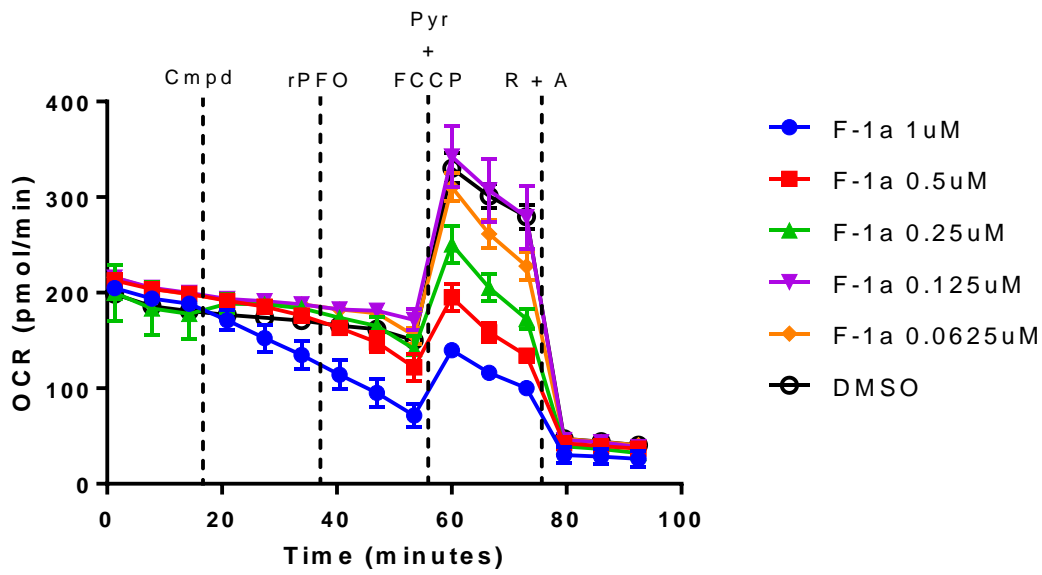 Pyr
+
Cmpd rPFO FCCP R + A
400
300
200
100
0
OCR (pmol/min)
0 20 40 60 80 100
Time (minutes)
F-1a 1uM
F-1a 0.5uM
F-1a 0.25uM
F-1a 0.125uM
F-1a 0.0625uM
DMSO